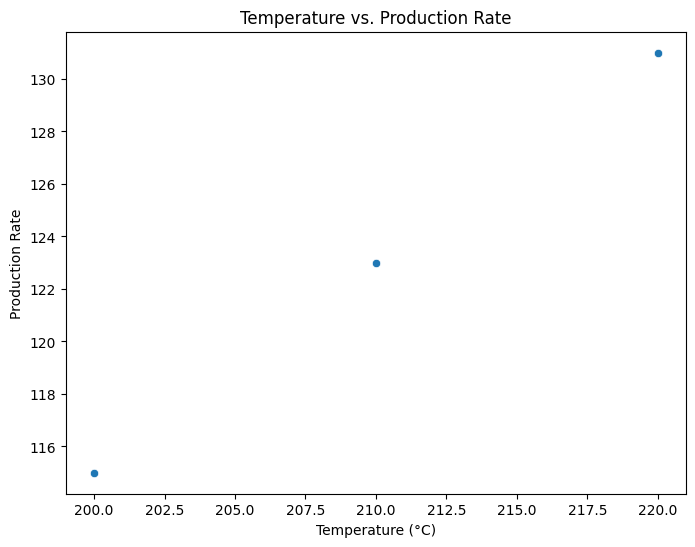 Temperature vs. Production Rate
Production Rate
130
128
126
124
122
120
118
116
200.0 202.5 205.0 207.5 210.0 212.5 215.0 217.5 220.0
Temperature (°C)